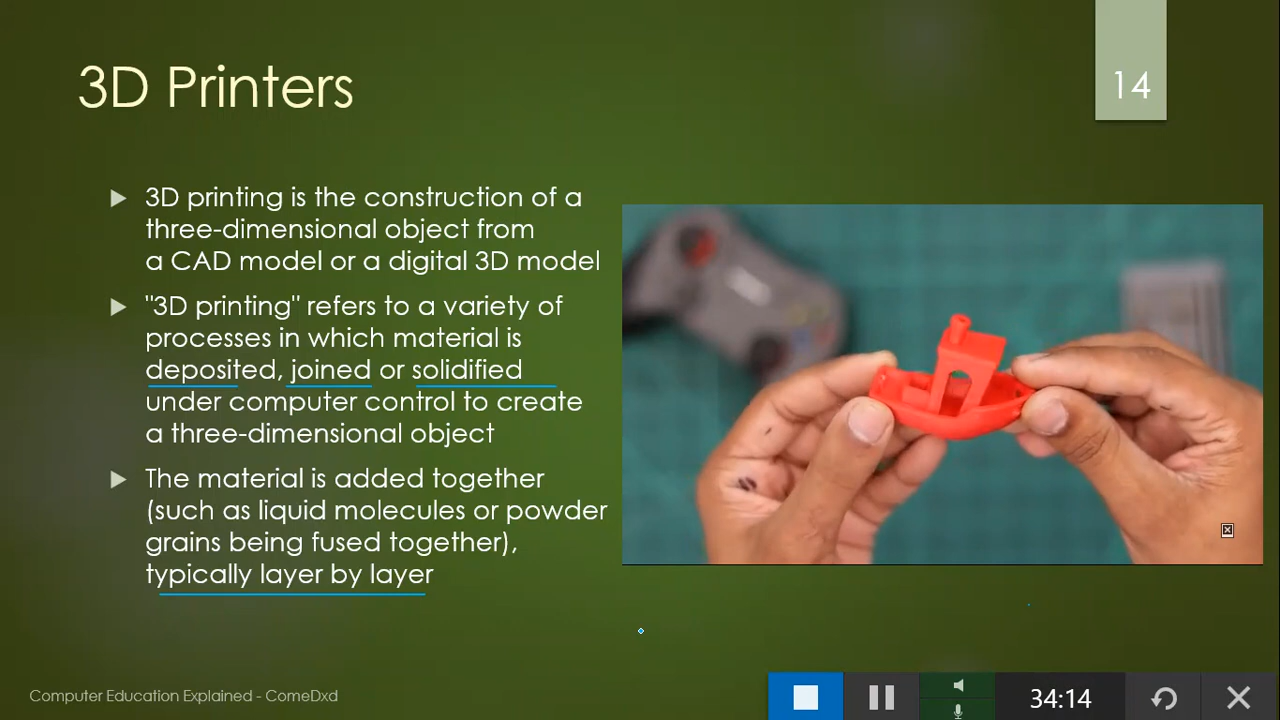 3D Printers
14
3D printing is the construction of a
three-dimensional object from
a CAD model or a digital 3D model
"3D printing" refers to a variety of
processes in which material is
deposited, joined or solidified
under computer control to create
a three-dimensional object
The material is added together
(such as liquid molecules or powder
grains being fused together),
typically layer by layer
Computer Education Explained - ComeDxd
34:14